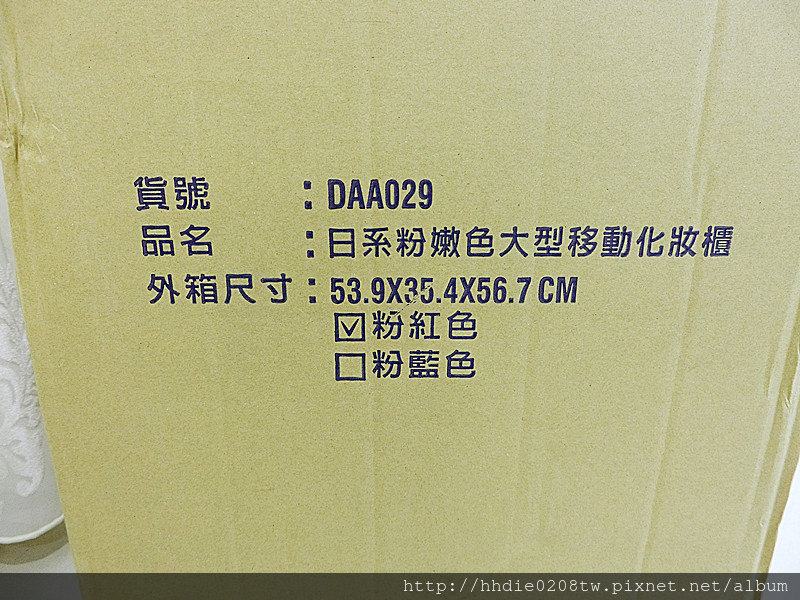 貨號 : DAA029
品名 : 日系粉嫩色大型移動化妝櫃
外箱尺寸 : 53.9X35.4X56.7 CM
☑粉紅色
☐粉藍色
http://hhdie0208tw.pixnet.net/album